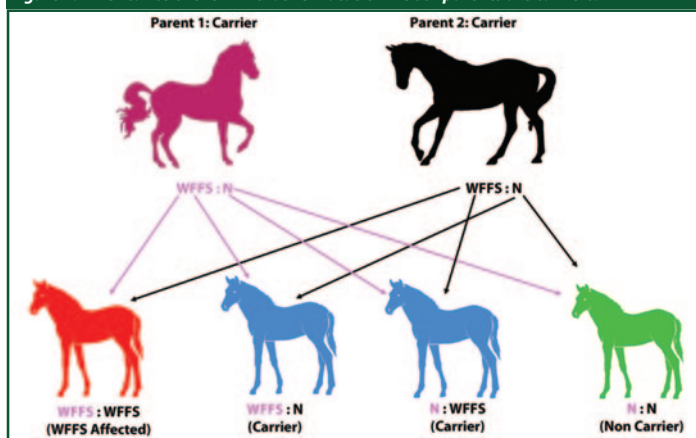 Parent 1: Carrier
Parent 2: Carrier
WFFS : N
WFFS : N
WFFS : WFFS
(WFFS Affected)
WFFS : N
(Carrier)
N : WFFS
(Carrier)
N : N
(Non Carrier)